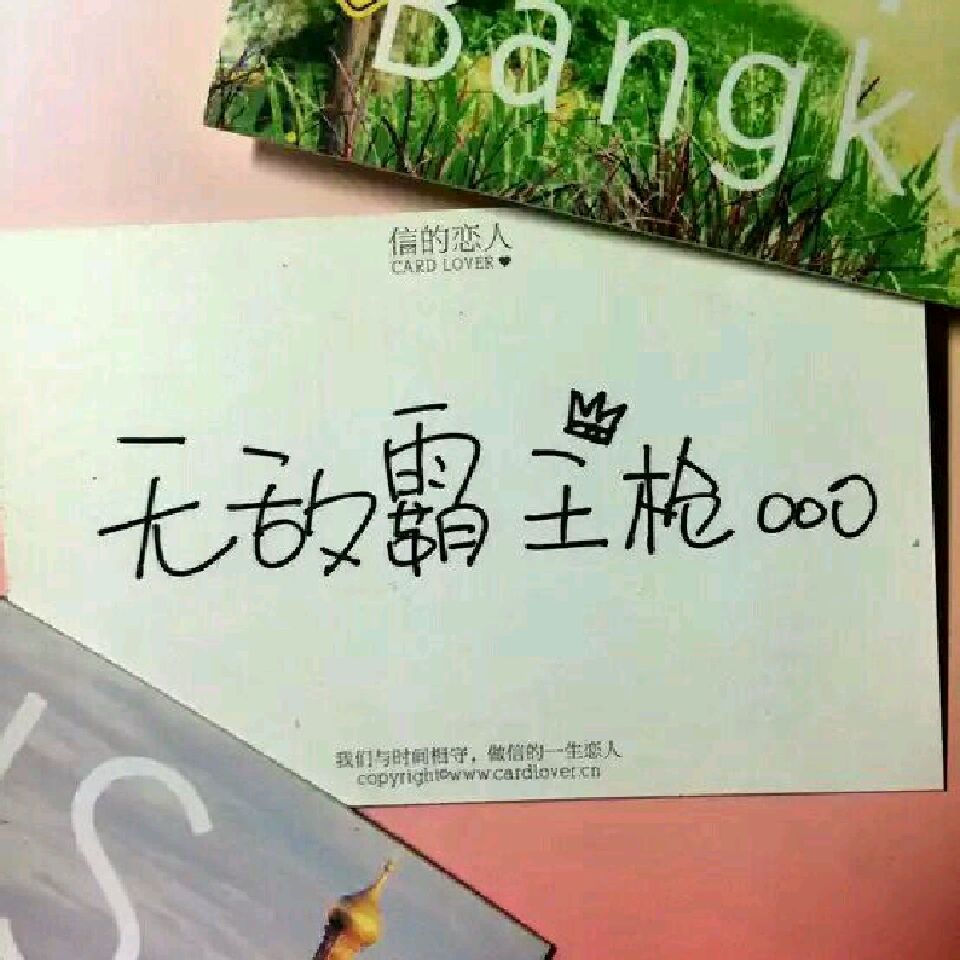 Bangk
信的恋人
CARD LOVER♥
无敌霸主枪ooo
我们与时间相守，做信的一生恋人
copyright©www.cardlover.cn
S